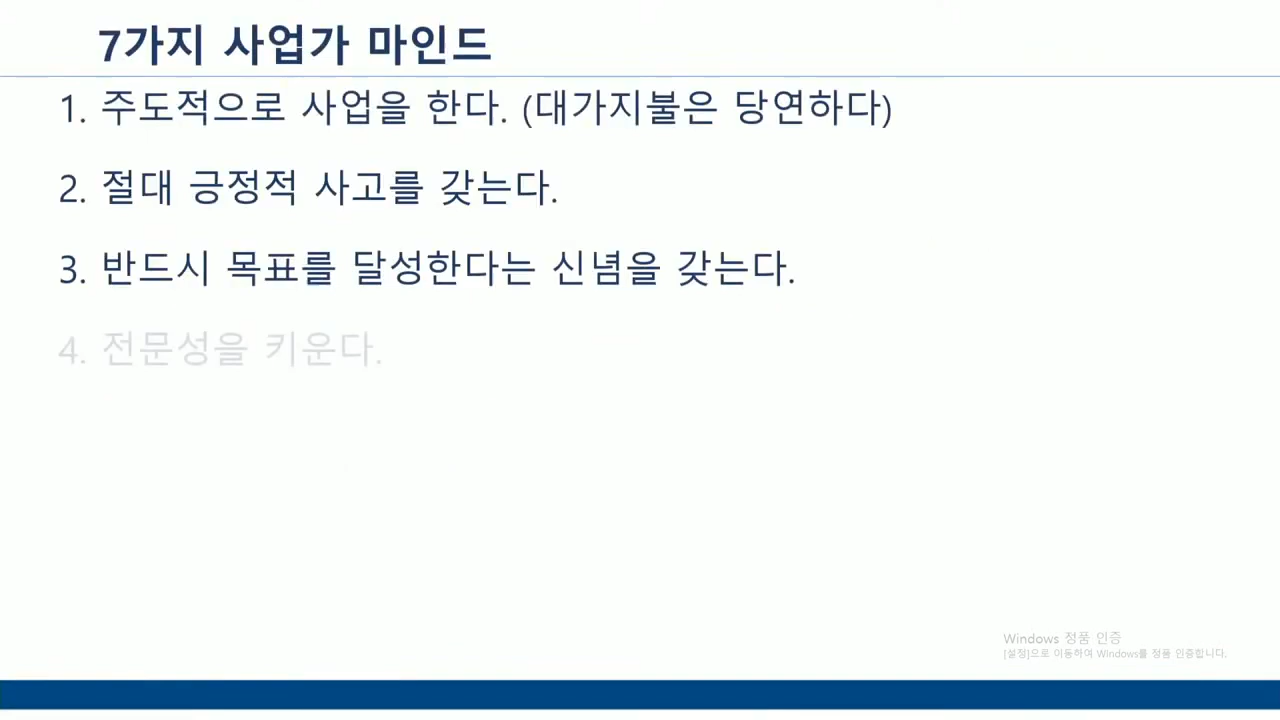 7가지 사업가 마인드
1. 주도적으로 사업을 한다. (대가지불은 당연하다)
2. 절대 긍정적 사고를 갖는다.
3. 반드시 목표를 달성한다는 신념을 갖는다.
4. 전문성을 키운다.
Windows 정품 인증
[설정]으로 이동하여 Windows를 정품 인증합니다.